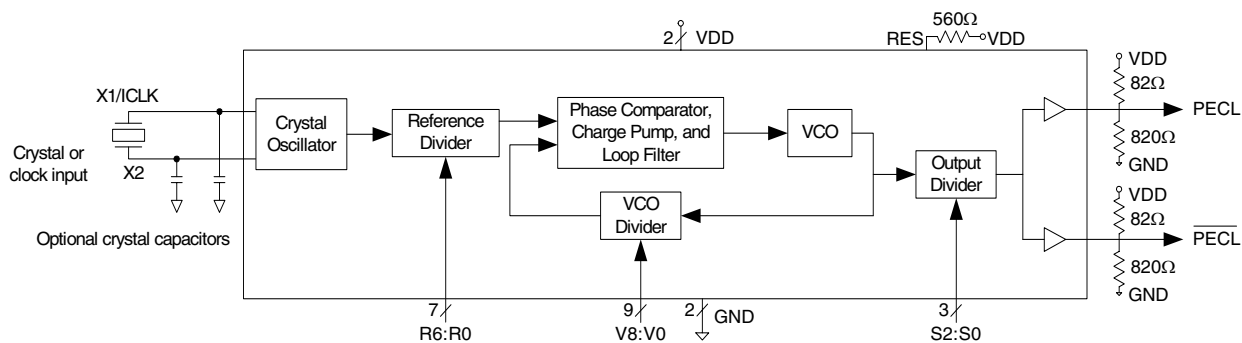 560Ω
2 VDD
RES
VDD
VDD
82Ω
PECL
820Ω
GND
X1/ICLK
Crystal
Oscillator
Reference
Divider
Phase Comparator,
Charge Pump, and
Loop Filter
VCO
Output
Divider
Crystal or
clock input
X2
VCO
Divider
VDD
82Ω
PECL
820Ω
GND
Optional crystal capacitors
7
9
2
GND
3
R6:R0
V8:V0
S2:S0